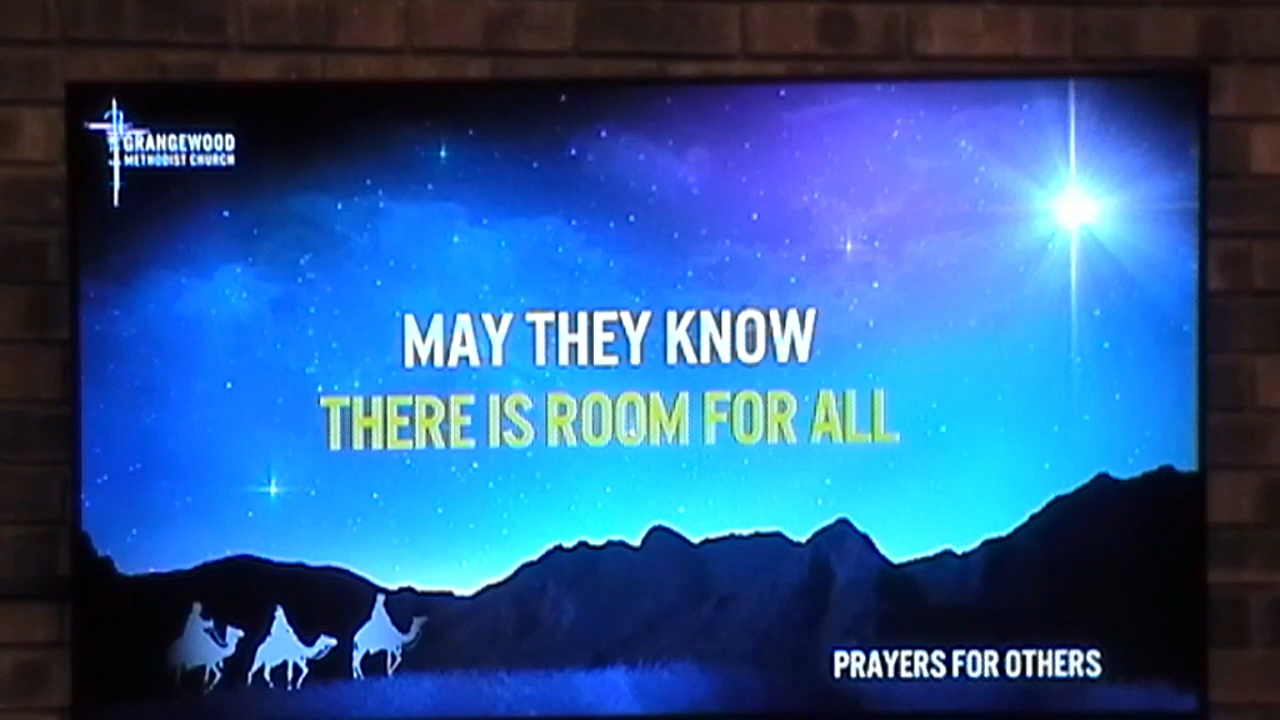 GRANGEWOOD
METHODIST CHURCH
MAY THEY KNOW
THERE IS ROOM FOR ALL
PRAYERS FOR OTHERS